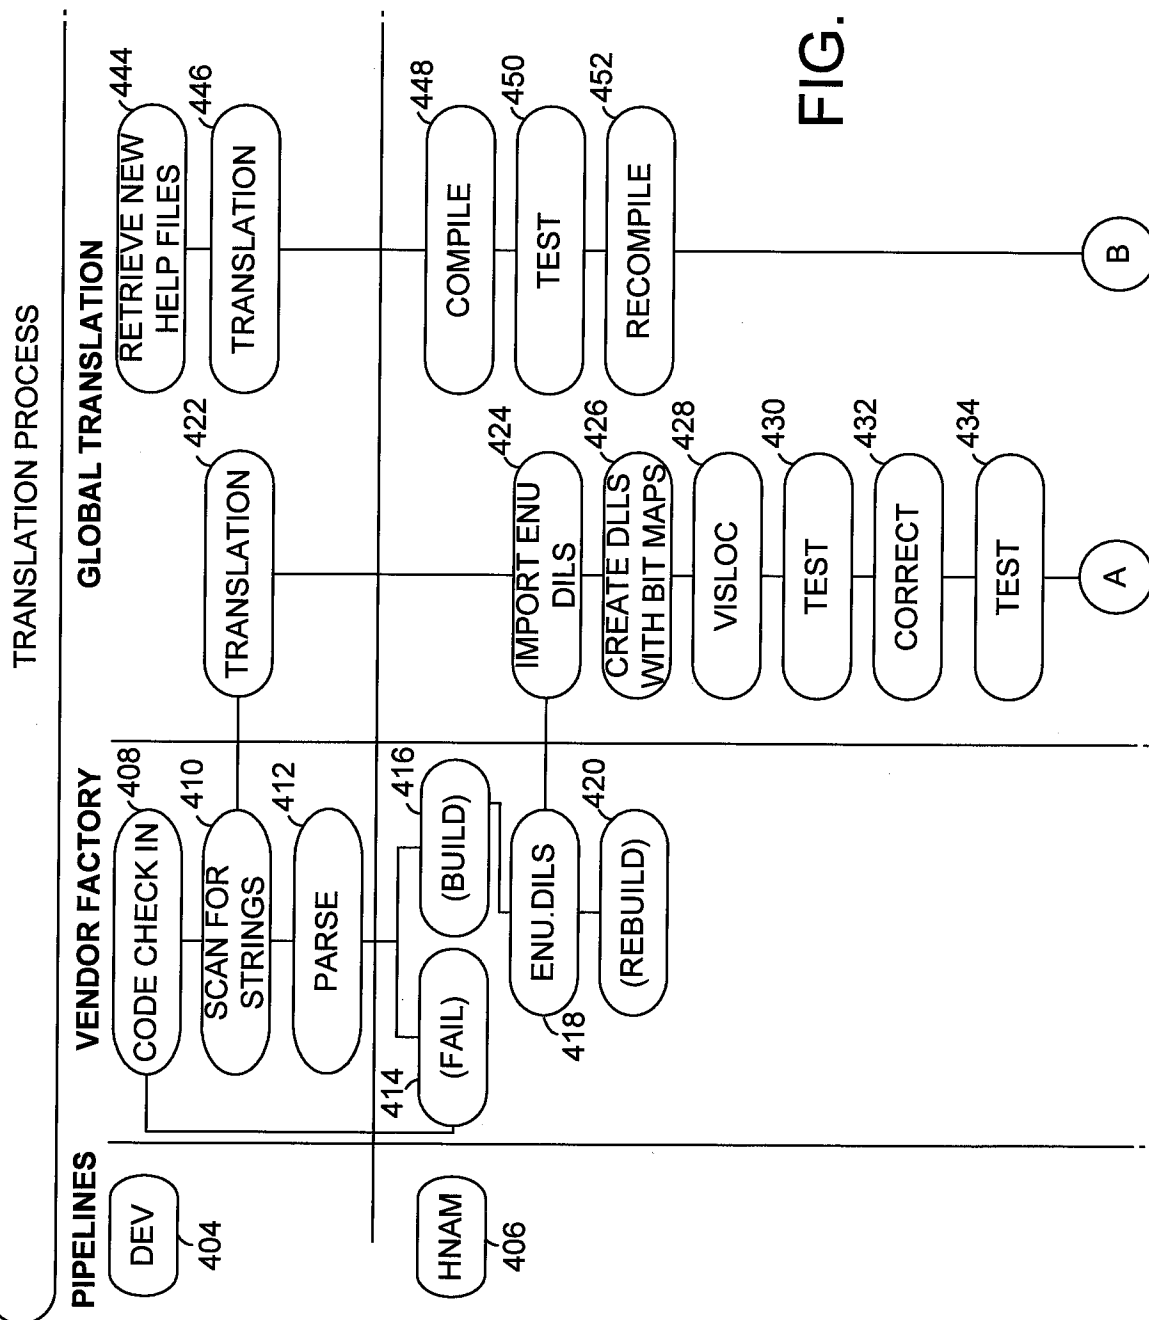 TRANSLATION PROCESS
PIPELINES
VENDOR FACTORY
GLOBAL TRANSLATION
DEV
404
CODE CHECK IN
408
SCAN FOR
STRINGS
410
PARSE
412
TRANSLATION
422
RETRIEVE NEW
HELP FILES
444
TRANSLATION
446
HNAM
406
(FAIL)
414
(BUILD)
416
ENU.DILS
418
(REBUILD)
420
IMPORT ENU
DILS
424
CREATE DLLS
WITH BIT MAPS
426
VISLOC
428
TEST
430
CORRECT
432
TEST
434
A
COMPILE
448
TEST
450
RECOMPILE
452
B
FIG.